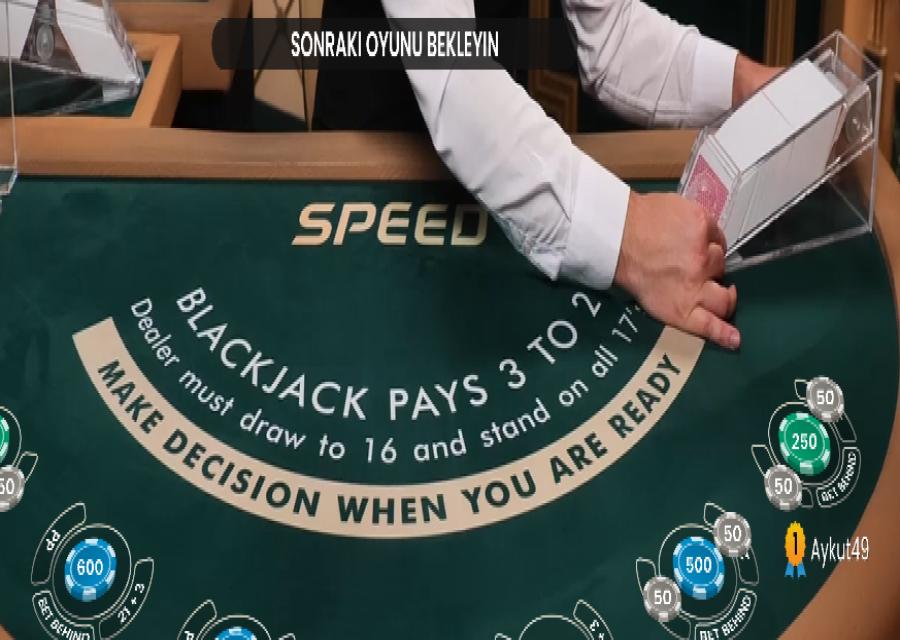 SONRAKI OYUNU BEKLEYIN
SPEED
BLACKJACK PAYS 3 TO 2
Dealer must draw to 16 and stand on all 17's
MAKE DECISION WHEN YOU ARE READY
50
250
50
BET BEHIND
50
PP
600
21 + 3
BET BEHIND
50
500
50
BET BEHIND
1
Aykut49